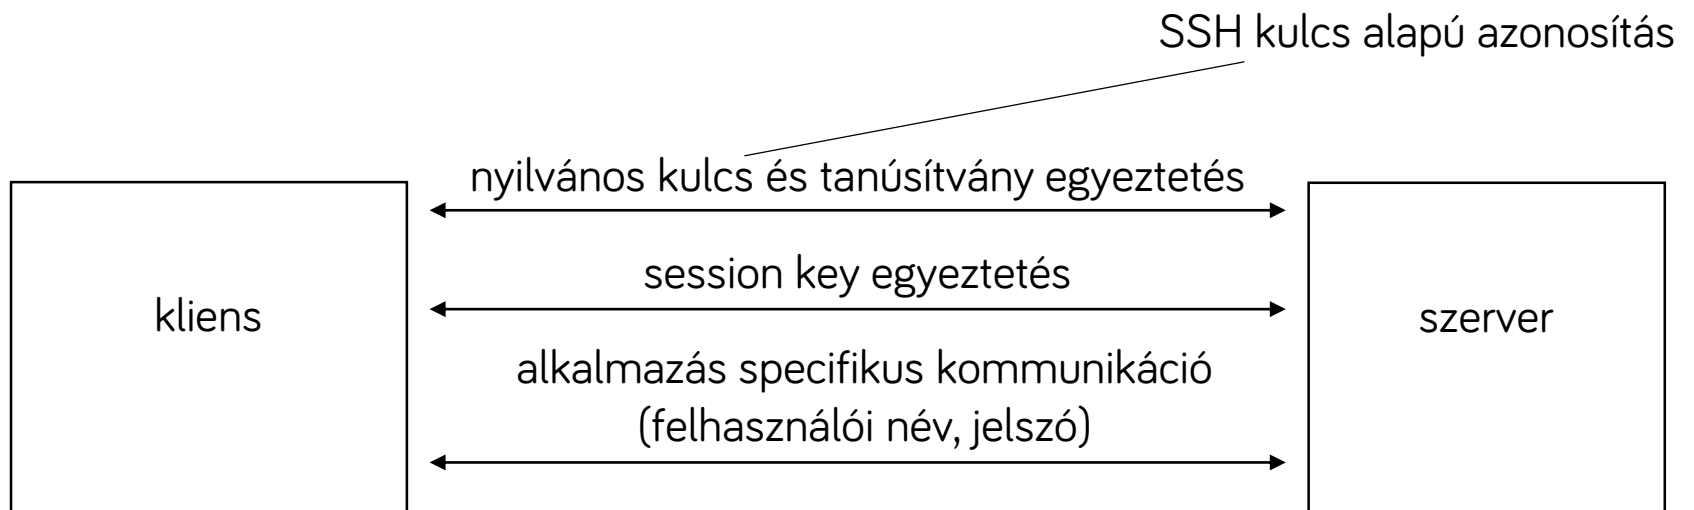 SSH kulcs alapú azonosítás
nyilvános kulcs és tanúsítvány egyeztetés
session key egyeztetés
kliens
szerver
alkalmazás specifikus kommunikáció
(felhasználói név, jelszó)